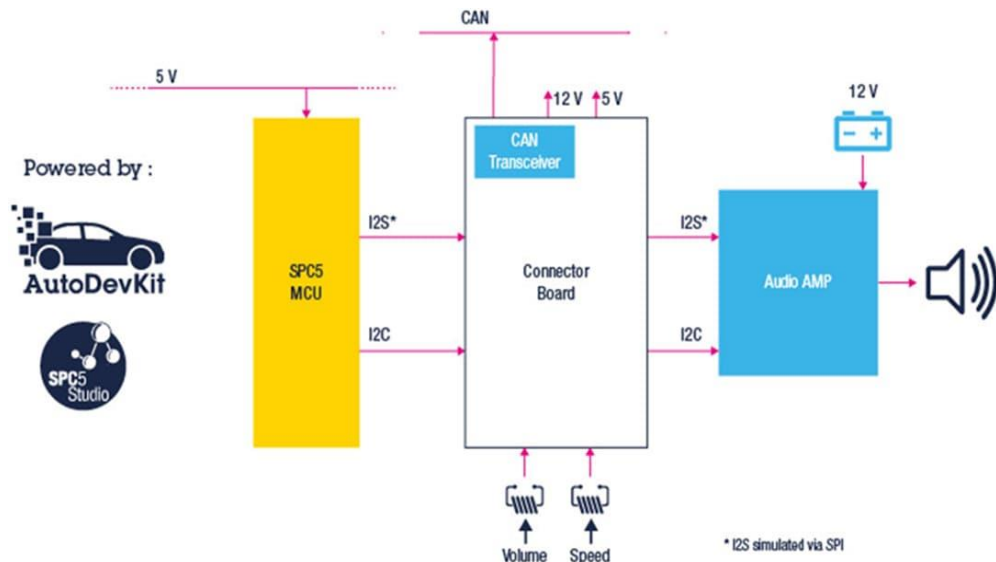 CAN
5 V
12 V
5 V
12 V
CAN
Transceiver
Powered by :
AutoDevKit
SPC5
Studio
SPC5
MCU
I2S*
I2C
Connector
Board
I2S*
I2C
Audio AMP
Volume
Speed
* I2S simulated via SPI